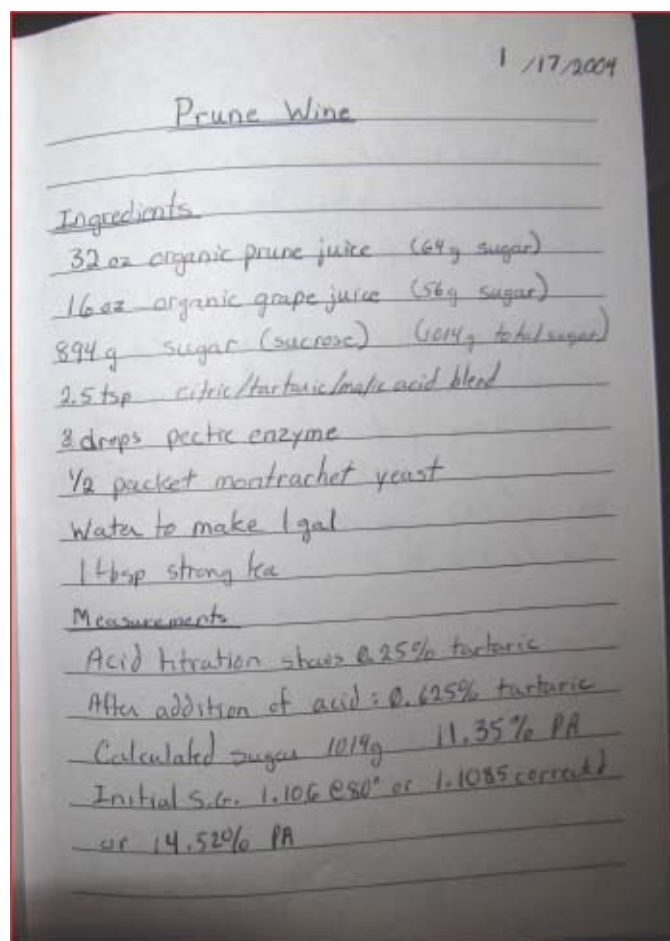 1 /17/2004
Prune Wine
Ingredients
32 oz organic prune juice (64g sugar)
16 oz organic grape juice (56g sugar)
894 g sugar (sucrose) (1014g total sugar)
2.5 tsp citric/tartaric/malic acid blend
3 drops pectic enzyme
1/2 packet montrachet yeast
Water to make 1 gal
1 tbsp strong tea
Measurements
Acid titration shows 0.25% tartaric
After addition of acid: 0.625% tartaric
Calculated sugar 1014g 11.35% PA
Initial S.G. 1.106 @80° or 1.1085 corrected
or 14.52% PA